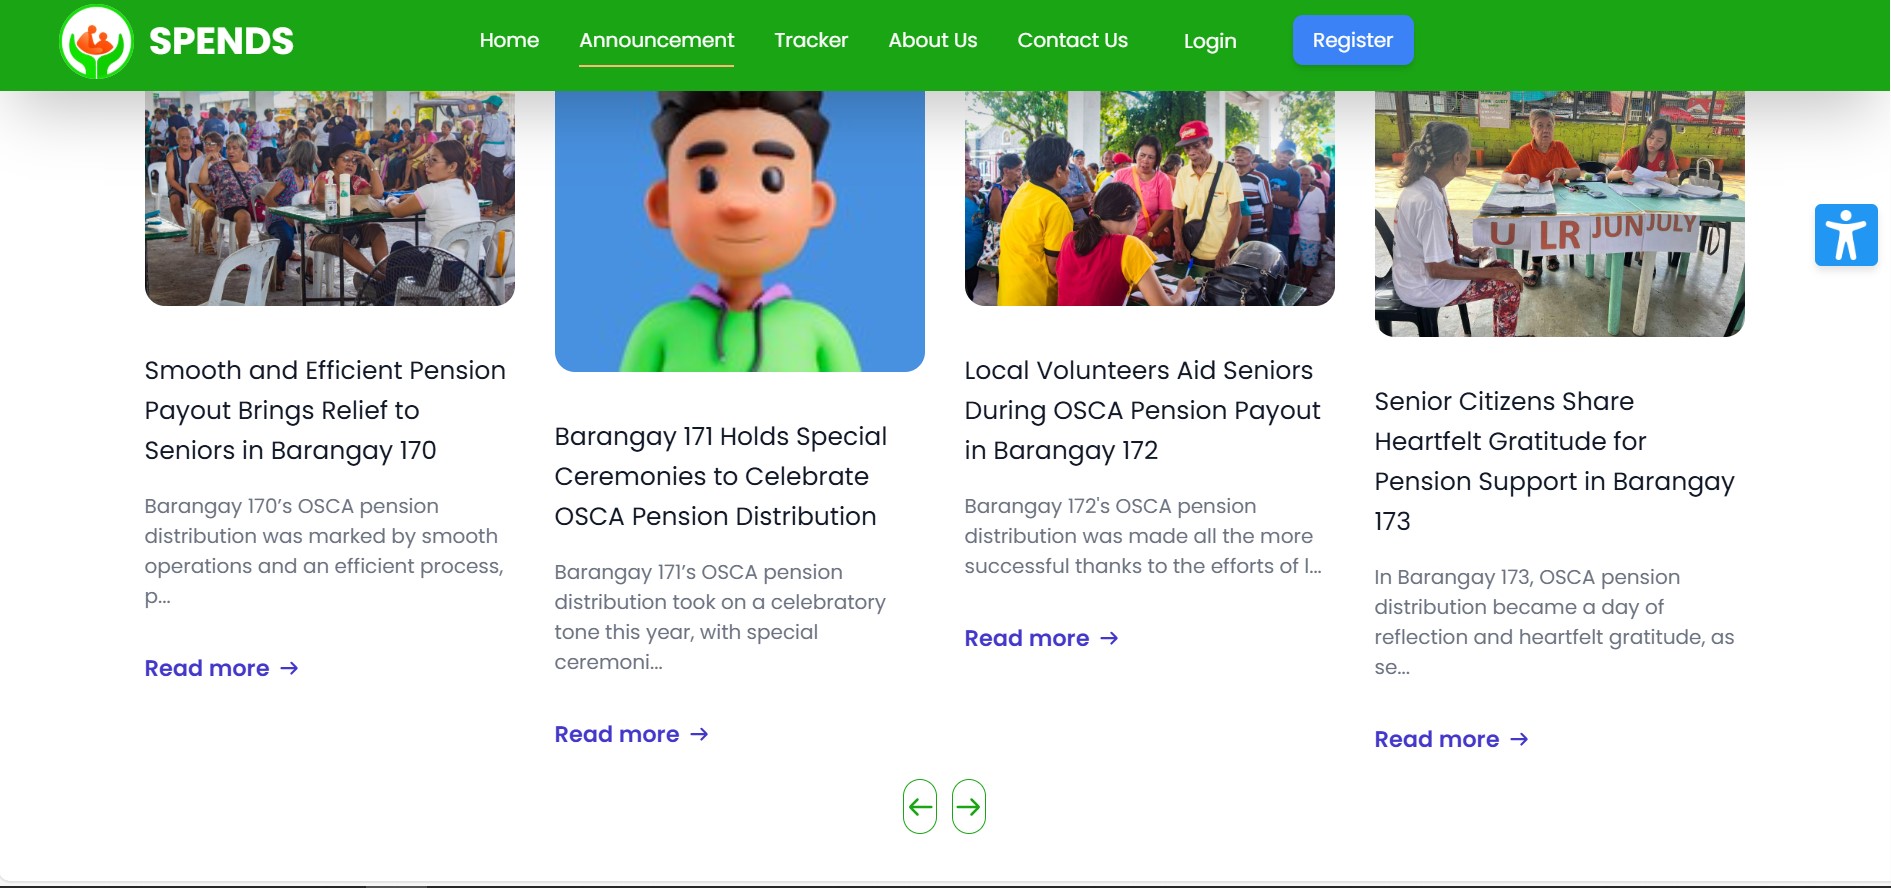 SPENDS
Home
Announcement
Tracker
About Us
Contact Us
Login
Register
U LR JUN JULY
Smooth and Efficient Pension
Payout Brings Relief to
Seniors in Barangay 170
Barangay 170’s OSCA pension
distribution was marked by smooth
operations and an efficient process,
p...
Read more →
Barangay 171 Holds Special
Ceremonies to Celebrate
OSCA Pension Distribution
Barangay 171’s OSCA pension
distribution took on a celebratory
tone this year, with special
ceremoni...
Read more →
Local Volunteers Aid Seniors
During OSCA Pension Payout
in Barangay 172
Barangay 172's OSCA pension
distribution was made all the more
successful thanks to the efforts of l...
Read more →
Senior Citizens Share
Heartfelt Gratitude for
Pension Support in Barangay
173
In Barangay 173, OSCA pension
distribution became a day of
reflection and heartfelt gratitude, as
se...
Read more →